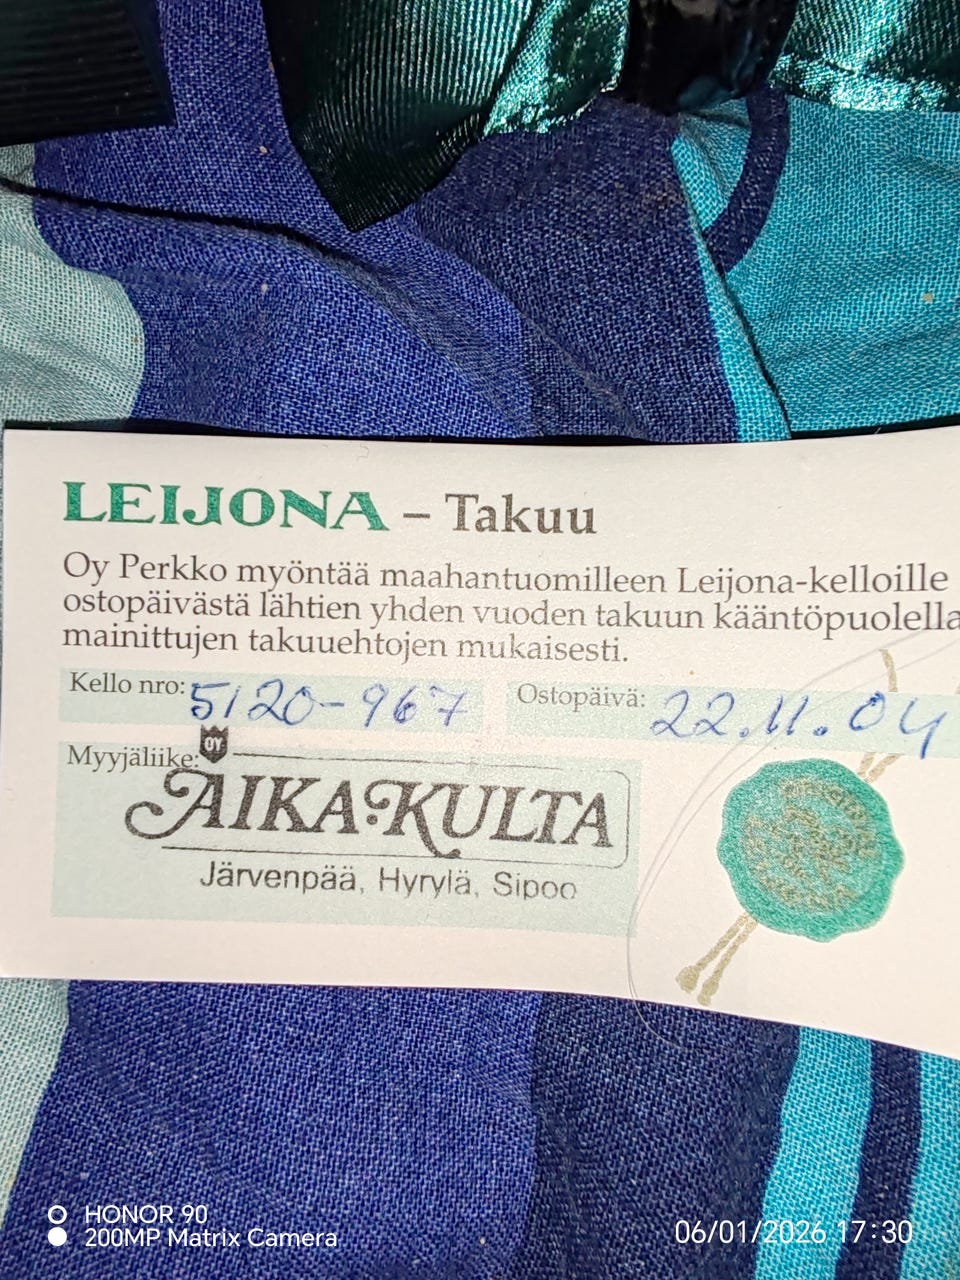 LEIJONA – Takuu
Oy Perkko myöntää maahantuomilleen Leijona-kelloille
ostopäivästä lähtien yhden vuoden takuun kääntöpuolella
mainittujen takuuehtojen mukaisesti.
Kello nro: 5120-967 Ostopäivä: 22.11.04
Myyjäliike: OY
AIKA-KULTA
Järvenpää, Hyrylä, Sipoo
HONOR 90
200MP Matrix Camera
06/01/2026 17:30